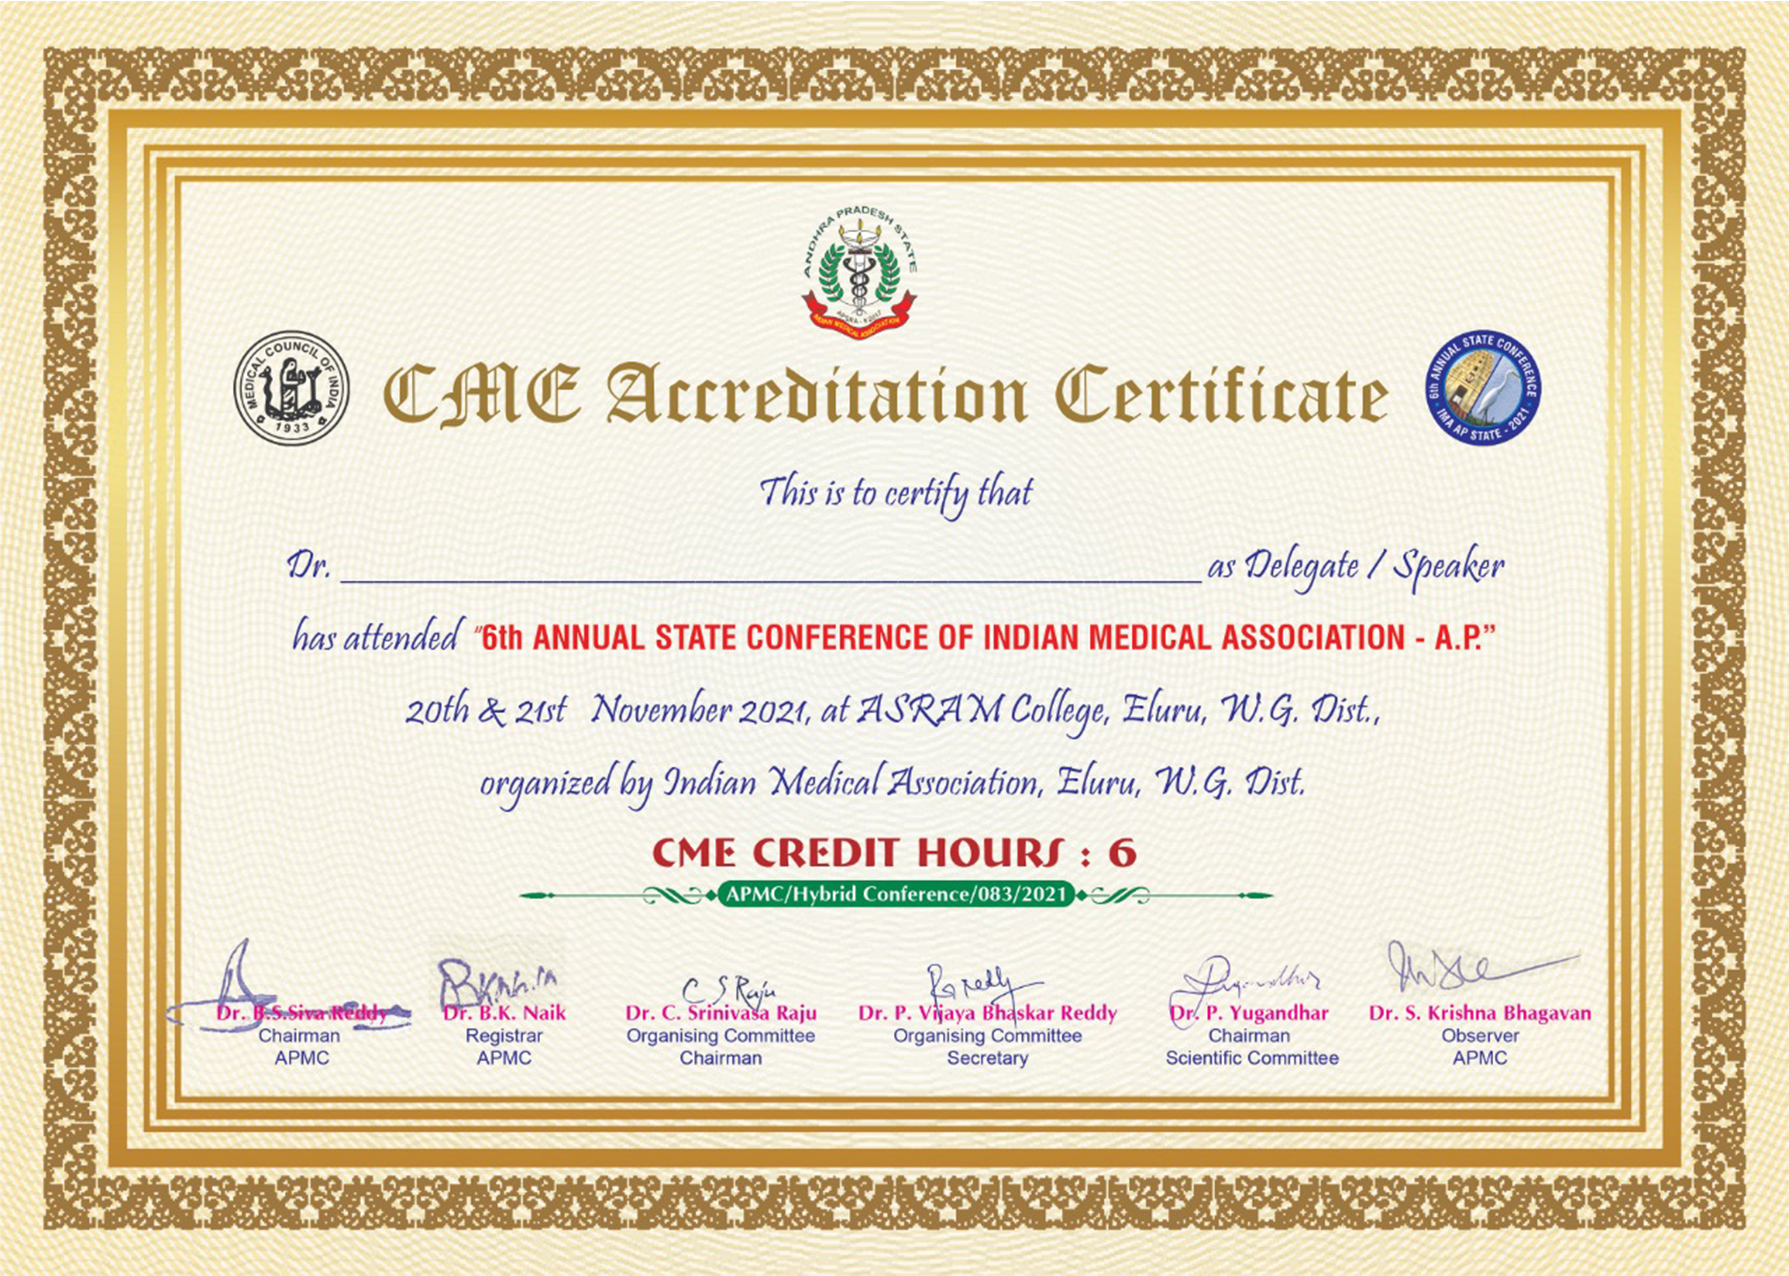 ANDHRA PRADESH STATE
APSRA - K2017
INDIAN MEDICAL ASSOCIATION
MEDICAL COUNCIL OF INDIA
1933
CME Accreditation Certificate
6th ANNUAL STATE CONFERENCE
IMA AP STATE - 2021
This is to certify that
Dr. ______________________ as Delegate / Speaker
has attended "6th ANNUAL STATE CONFERENCE OF INDIAN MEDICAL ASSOCIATION - A.P."
20th & 21st November 2021, at ASRAM College, Eluru, W.G. Dist.,
organized by Indian Medical Association, Eluru, W.G. Dist.
CME CREDIT HOURS : 6
APMC/Hybrid Conference/083/2021
C S Raju
Dr. B.S.Siva Reddy Dr. B.K. Naik Dr. C. Srinivasa Raju Dr. P. Vijaya Bhaskar Reddy Dr. P. Yugandhar Dr. S. Krishna Bhagavan
Chairman Registrar Organising Committee Organising Committee Chairman Observer
APMC APMC Chairman Secretary Scientific Committee APMC